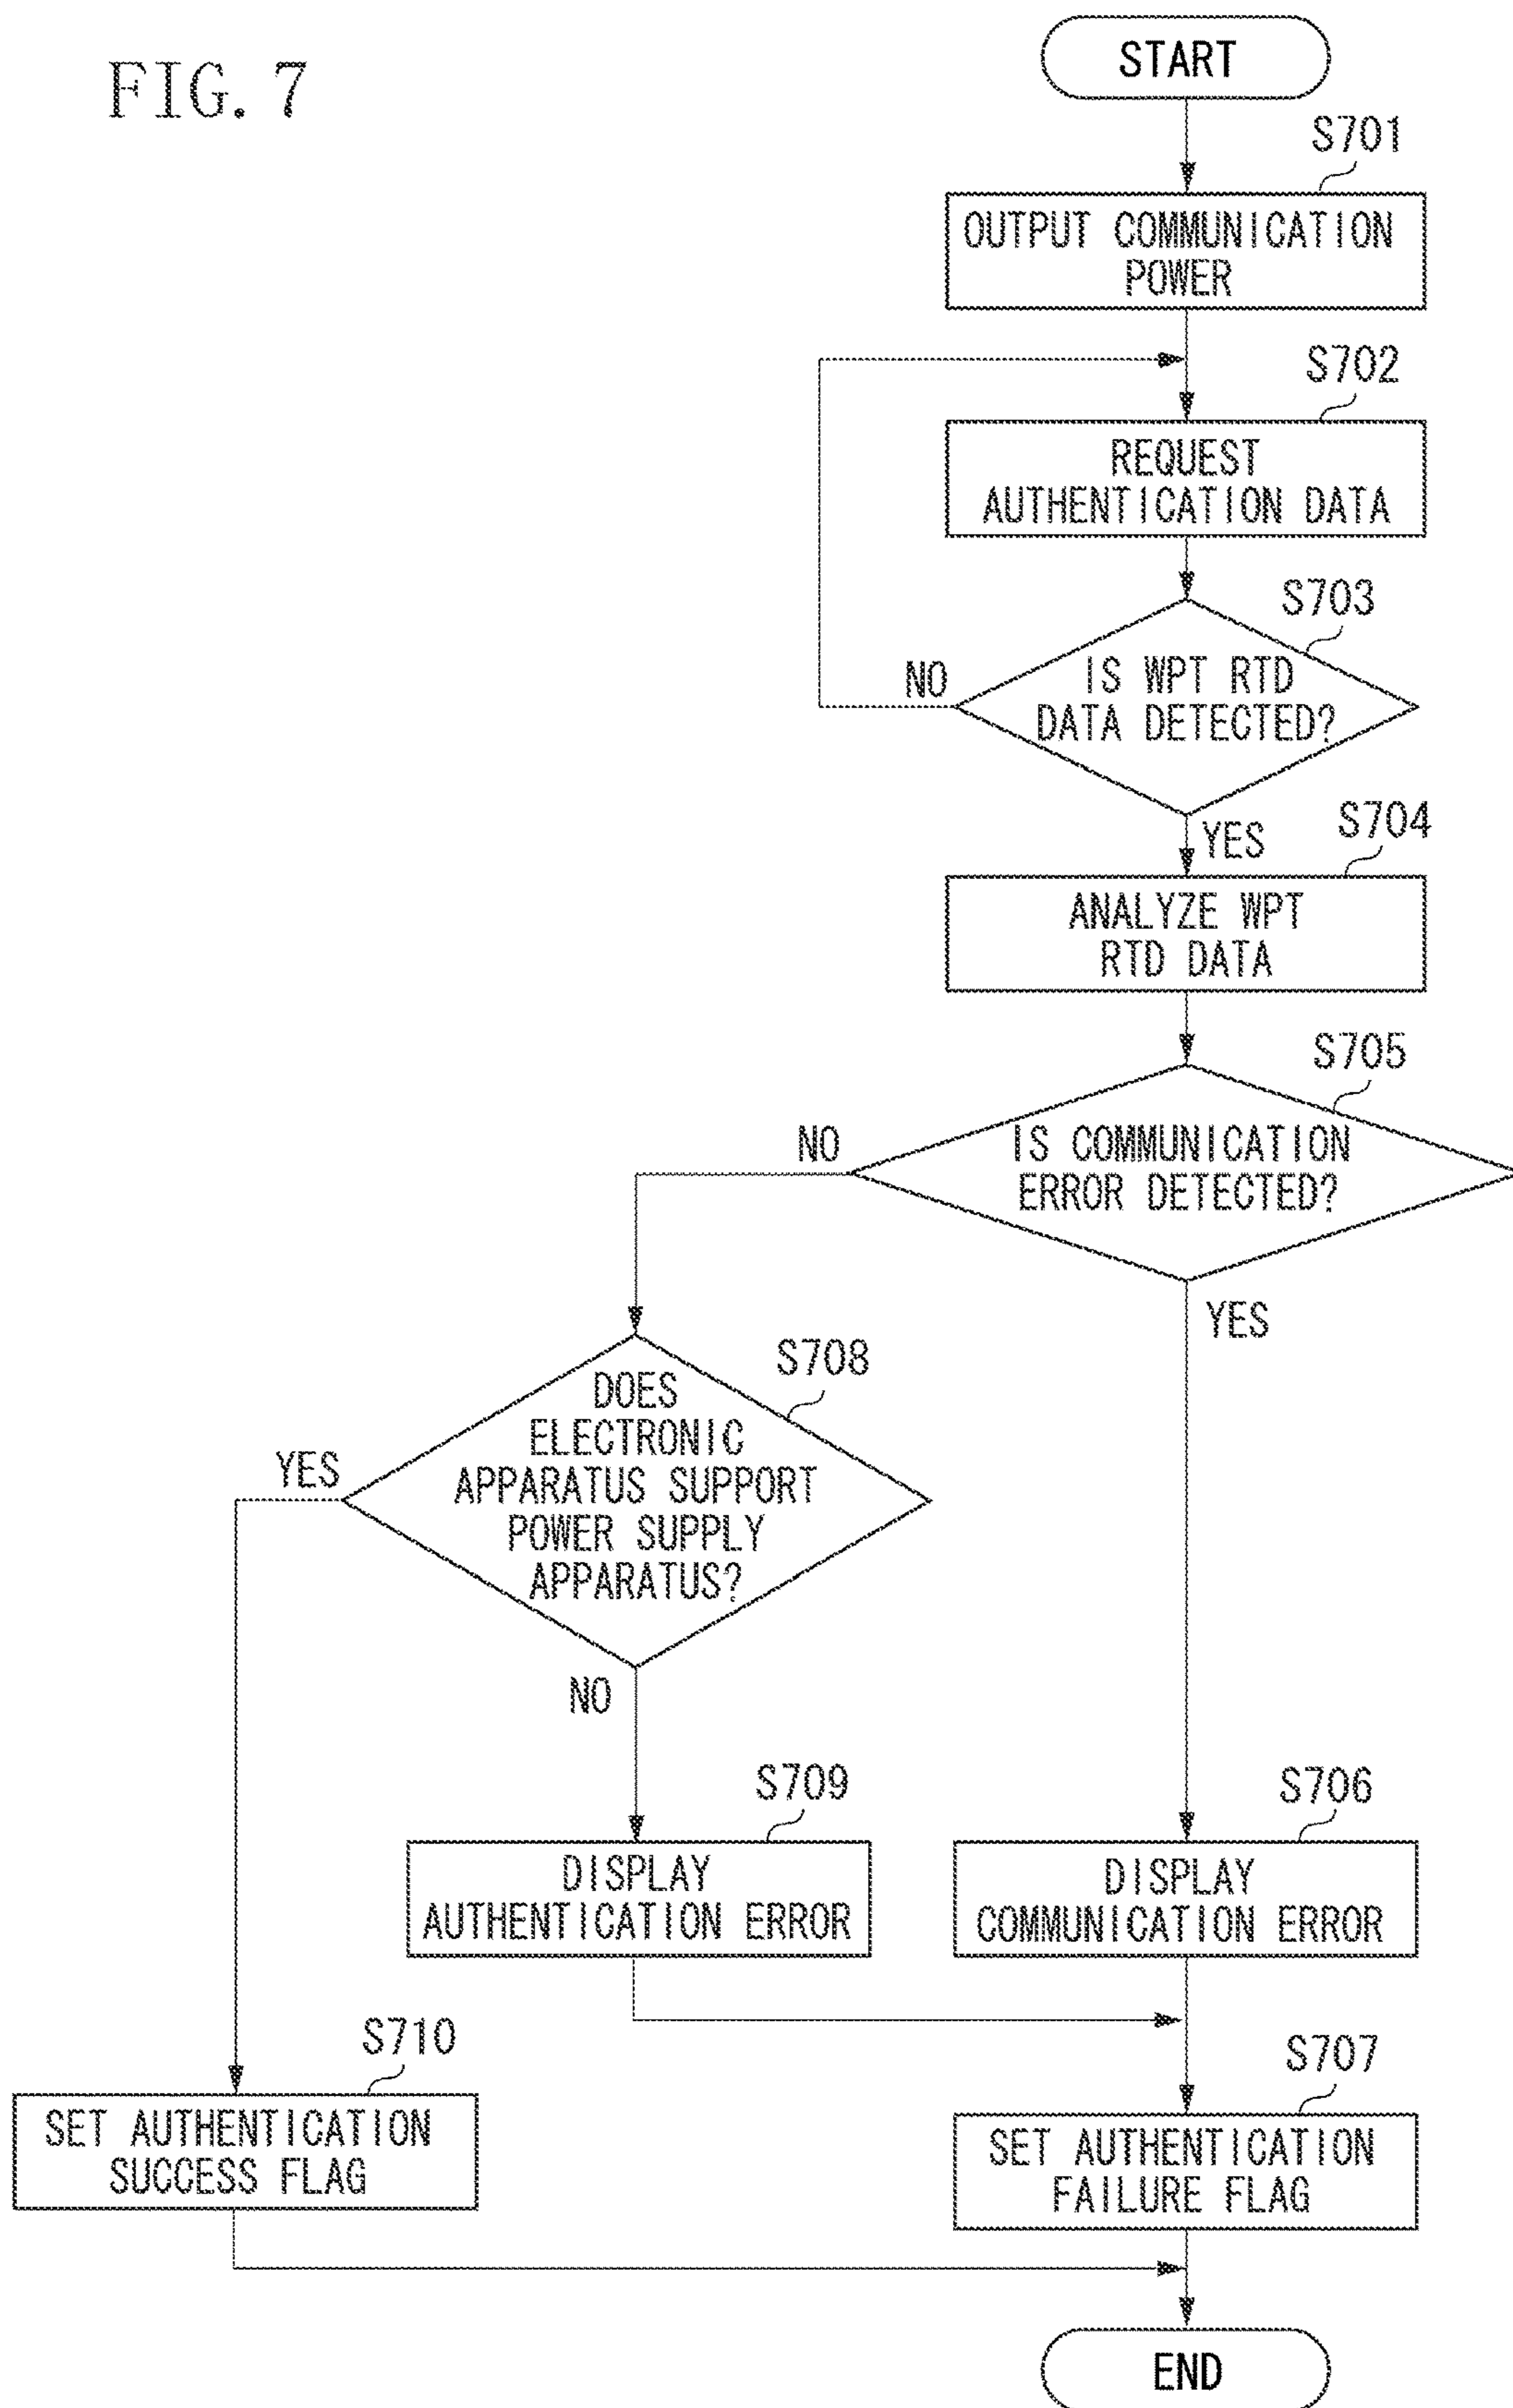 FIG. 7
START
S701
OUTPUT COMMUNICATION
POWER
S702
REQUEST
AUTHENTICATION DATA
S703
IS WPT RTD
DATA DETECTED?
NO
YES
S704
ANALYZE WPT
RTD DATA
S705
IS COMMUNICATION
ERROR DETECTED?
NO
YES
S708
DOES
ELECTRONIC
APPARATUS SUPPORT
POWER SUPPLY
APPARATUS?
YES
NO
S709
DISPLAY
AUTHENTICATION ERROR
S706
DISPLAY
COMMUNICATION ERROR
S710
SET AUTHENTICATION
SUCCESS FLAG
S707
SET AUTHENTICATION
FAILURE FLAG
END